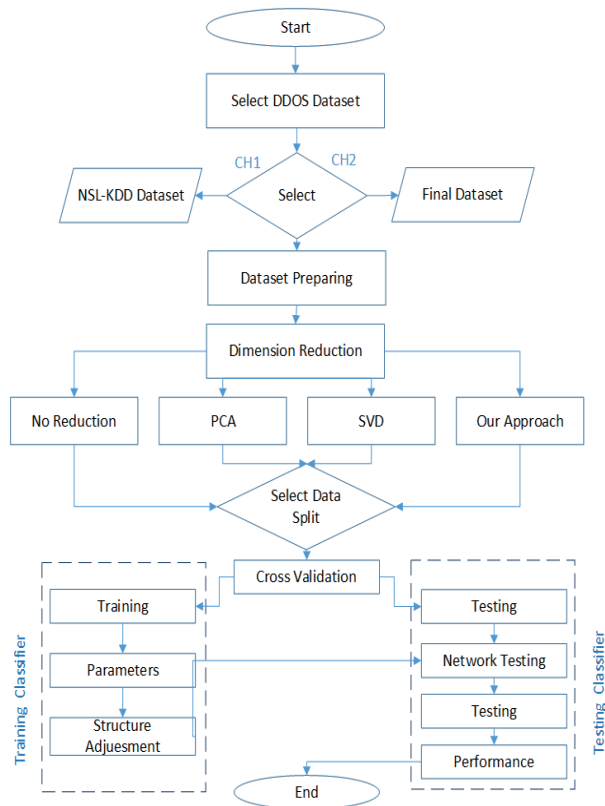 Start
Select DDOS Dataset
CH1
CH2
NSL-KDD Dataset
Select
Final Dataset
Dataset Preparing
Dimension Reduction
No Reduction
PCA
SVD
Our Approach
Select Data
Split
Cross Validation
Training Classifier
Training
Parameters
Structure
Adjuesment
Testing
Network Testing
Testing
Performance
Testing Classifier
End